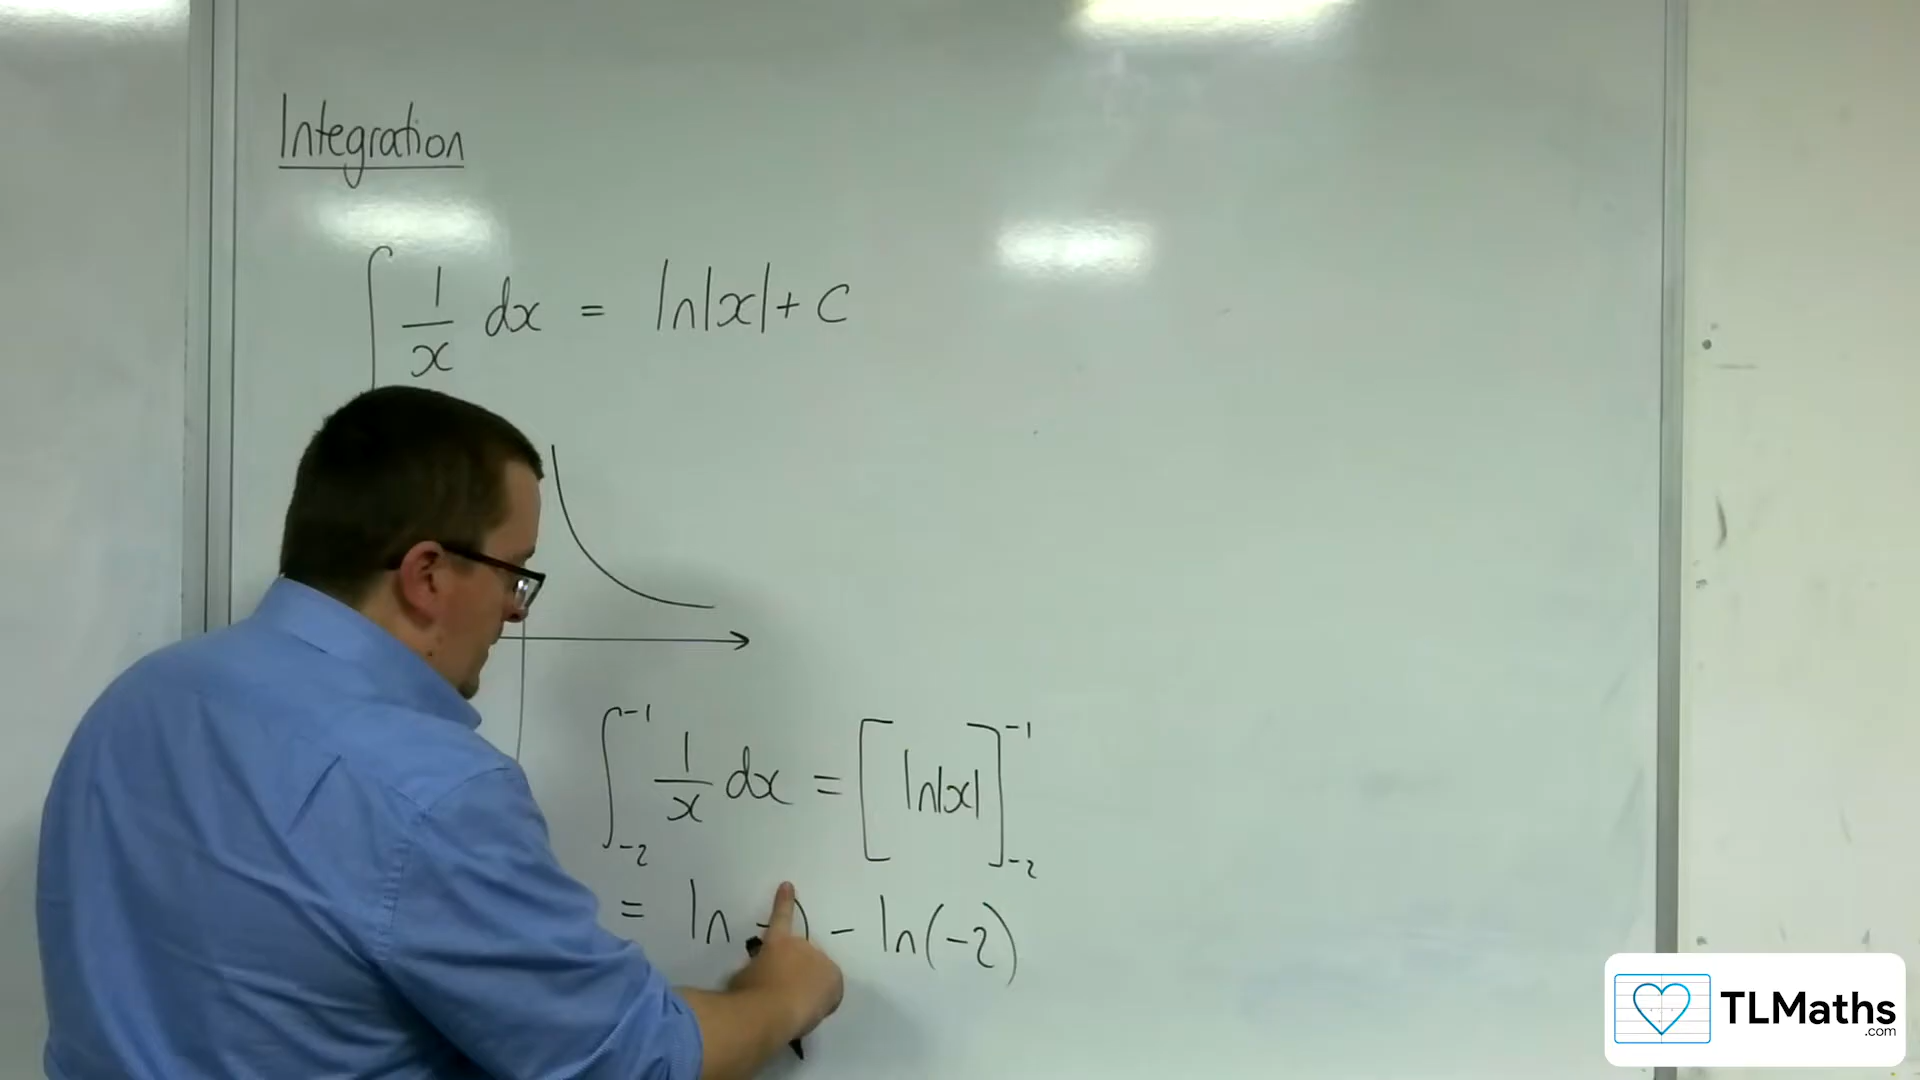 Integration
∫ 1/x dx = ln|x| + c
∫₋₂⁻¹ 1/x dx = [ln|x|]₋₂⁻¹
= ln - ) - ln(-2)
TLMaths
.com